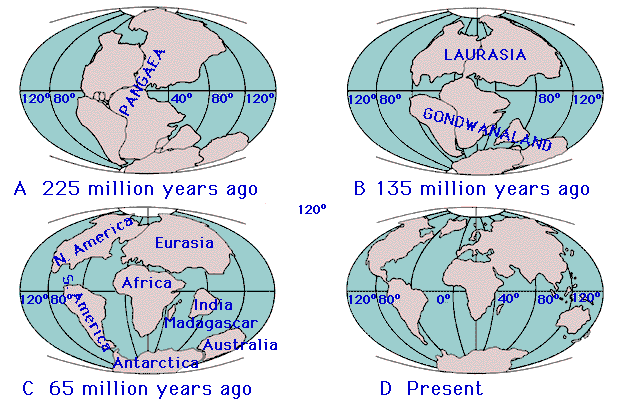 PANGAEA
120° 80° 40° 80° 120°
A 225 million years ago
LAURASIA
GONDWANALAND
120° 80° 80° 120°
B 135 million years ago
120°
N. America
Eurasia
S. America
Africa
India
Madagascar
Australia
Antarctica
120° 80° 80° 120°
C 65 million years ago
120° 80° 0° 40° 80° 120°
D Present